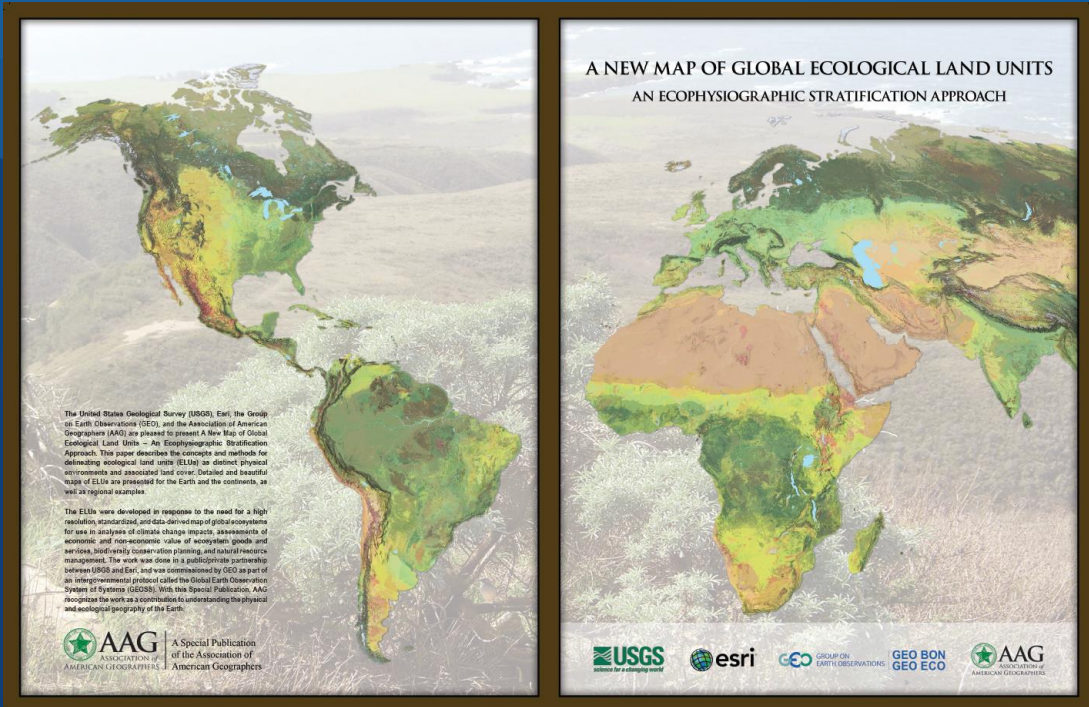 The United States Geological Survey (USGS), Esri, the Group
on Earth Observations (GEO), and the Association of American
Geographers (AAG) are pleased to present A New Map of Global
Ecological Land Units – An Ecophysiographic Stratification
Approach. This paper describes the concepts and methods for
delineating ecological land units (ELUs) as distinct physical
environments and associated land cover. Detailed and beautiful
maps of ELUs are presented for the Earth and the continents, as
well as regional examples.
The ELUs were developed in response to the need for a high
resolution, standardized, and data-derived map of global ecosystems
for use in analyses of climate change impacts, assessments of
economic and non-economic value of ecosystem goods and
services, biodiversity conservation planning, and natural resource
management. The work was done in a public/private partnership
between USGS and Esri, and was commissioned by GEO as part of
an intergovernmental protocol called the Global Earth Observation
System of Systems (GEOSS). With this Special Publication, AAG
recognizes the work as a contribution to understanding the physical
and ecological geography of the Earth.
AAG
ASSOCIATION of
AMERICAN GEOGRAPHERS
A Special Publication
of the Association of
American Geographers
A NEW MAP OF GLOBAL ECOLOGICAL LAND UNITS
AN ECOPHYSIOGRAPHIC STRATIFICATION APPROACH
USGS
science for a changing world
esri
GEO GROUP ON
EARTH OBSERVATIONS
GEO BON
GEO ECO
AAG
ASSOCIATION of
AMERICAN GEOGRAPHERS